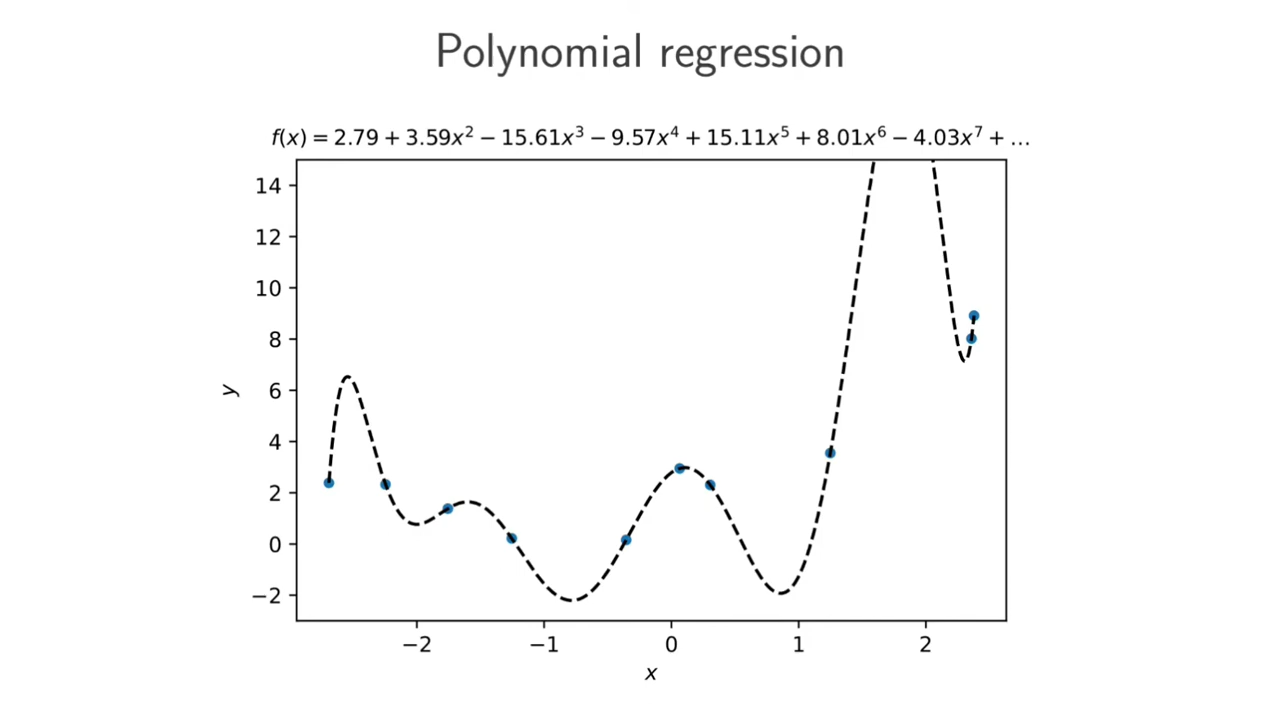 Polynomial regression
f(x) = 2.79 + 3.59x² − 15.61x³ − 9.57x⁴ + 15.11x⁵ + 8.01x⁶ − 4.03x⁷ + ...
14
12
10
8
6
4
2
0
−2
y
−2 −1 0 1 2
x